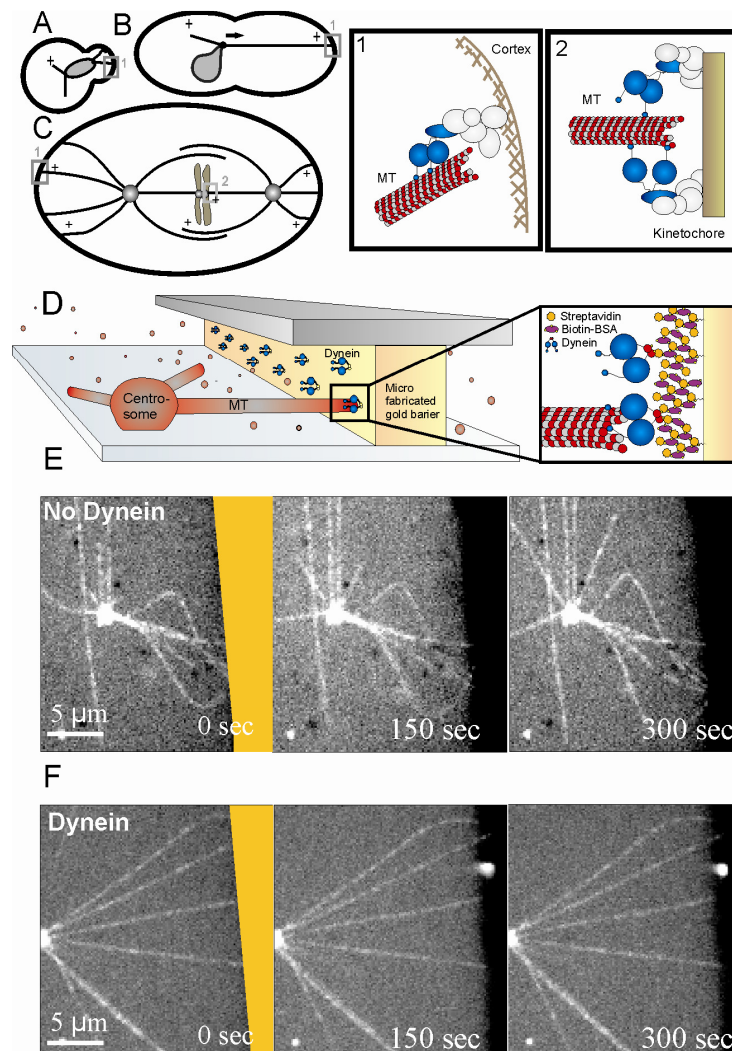 A
+
+
1
B
+
+
1
C
1
+
+
+
2
+
+
+
1
Cortex
MT
2
MT
Kinetochore
D
Dynein
Centro-
some
MT
Micro
fabricated
gold barier
Streptavidin
Biotin-BSA
Dynein
E
No Dynein
5 µm
0 sec
150 sec
300 sec
F
Dynein
5 µm
0 sec
150 sec
300 sec